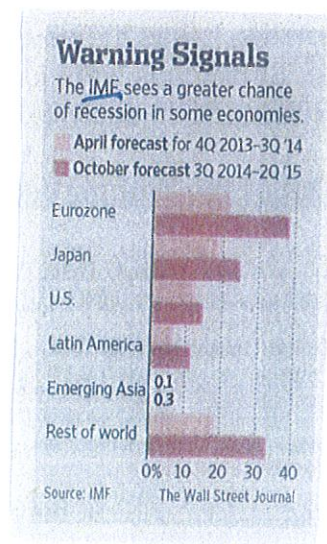 Warning Signals
The IMF sees a greater chance
of recession in some economies.
April forecast for 4Q 2013-3Q '14
October forecast 3Q 2014-2Q '15
Eurozone
Japan
U.S.
Latin America
Emerging Asia 0.1
0.3
Rest of world
0% 10 20 30 40
Source: IMF The Wall Street Journal